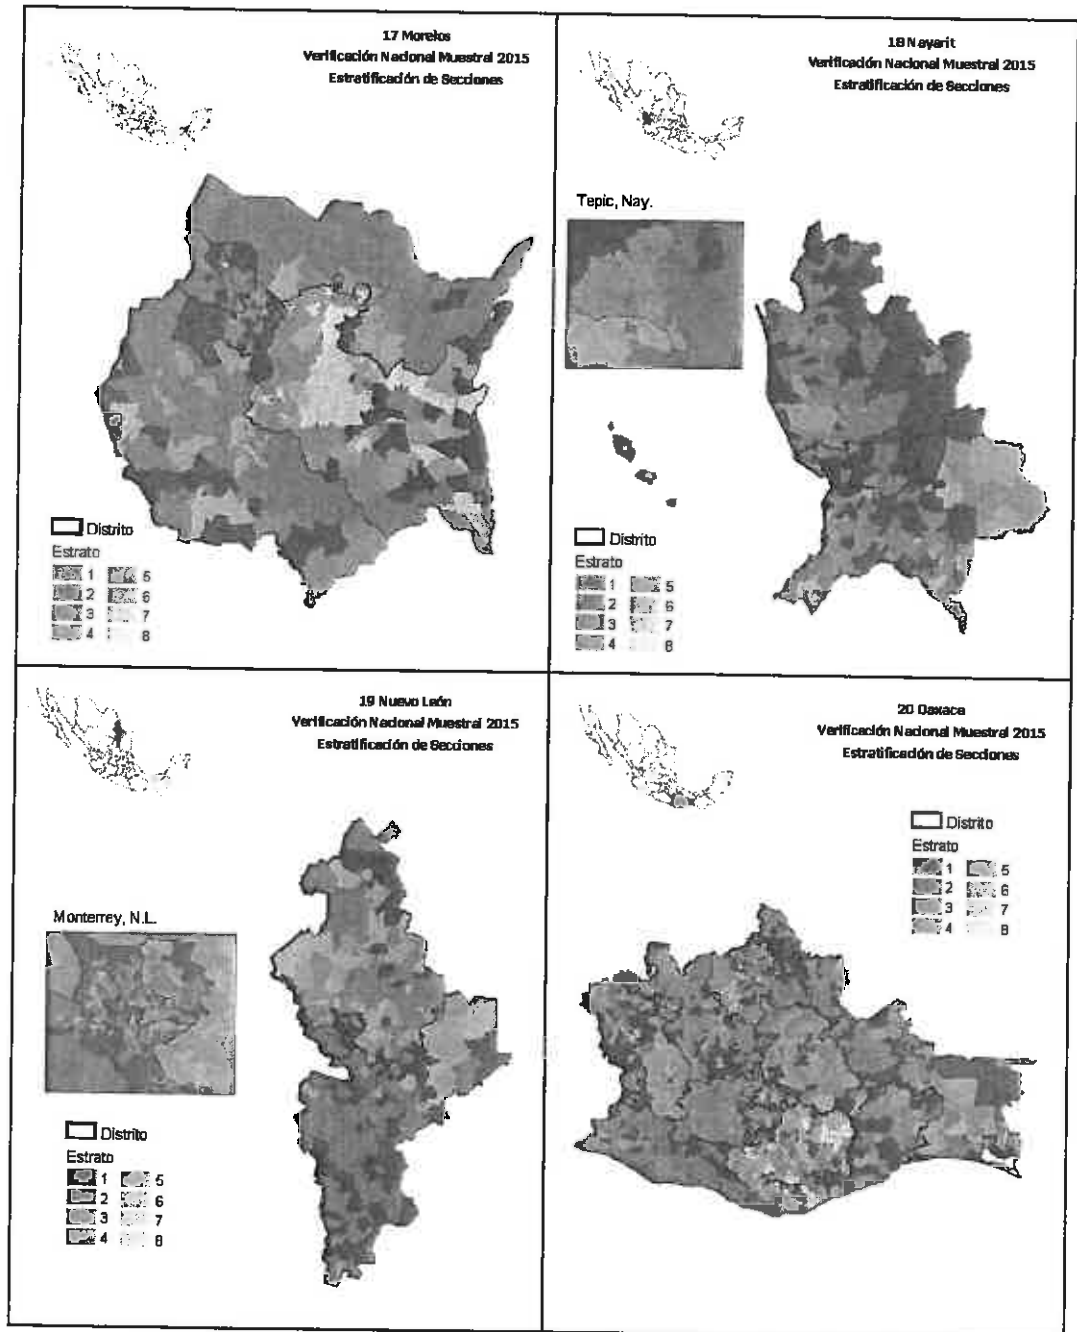 17 Morelos
Verificación Nacional Muestral 2015
Estratificación de Secciones
Distrito
Estrato
1 5
2 6
3 7
4 8
18 Nayarit
Verificación Nacional Muestral 2015
Estratificación de Secciones
Tepic, Nay.
Distrito
Estrato
1 5
2 6
3 7
4 8
19 Nuevo León
Verificación Nacional Muestral 2015
Estratificación de Secciones
Monterrey, N.L.
Distrito
Estrato
1 5
2 6
3 7
4 8
20 Oaxaca
Verificación Nacional Muestral 2015
Estratificación de Secciones
Distrito
Estrato
1 5
2 6
3 7
4 8